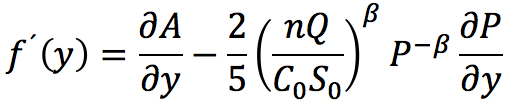 f´(y) = ∂A/∂y − 2/5 (nQ/C₀S₀)^β P^−β ∂P/∂y